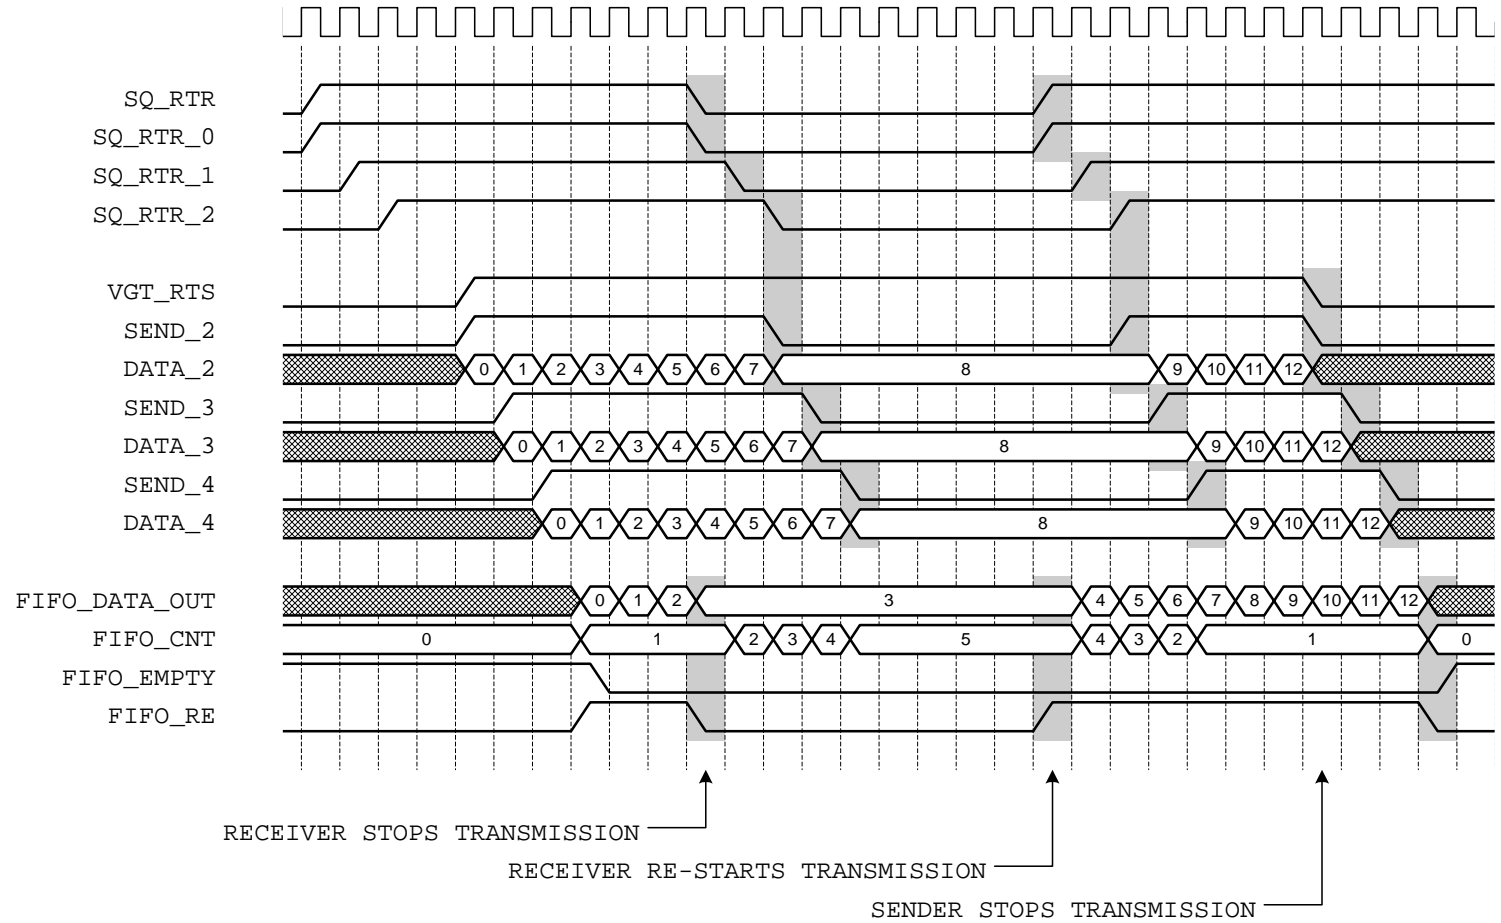 SQ_RTR
SQ_RTR_0
SQ_RTR_1
SQ_RTR_2
VGT_RTS
SEND_2
DATA_2 0 1 2 3 4 5 6 7 8 9 10 11 12
SEND_3
DATA_3 0 1 2 3 4 5 6 7 8 9 10 11 12
SEND_4
DATA_4 0 1 2 3 4 5 6 7 8 9 10 11 12
FIFO_DATA_OUT 0 1 2 3 4 5 6 7 8 9 10 11 12
FIFO_CNT 0 1 2 3 4 5 4 3 2 1 0
FIFO_EMPTY
FIFO_RE
RECEIVER STOPS TRANSMISSION
RECEIVER RE-STARTS TRANSMISSION
SENDER STOPS TRANSMISSION